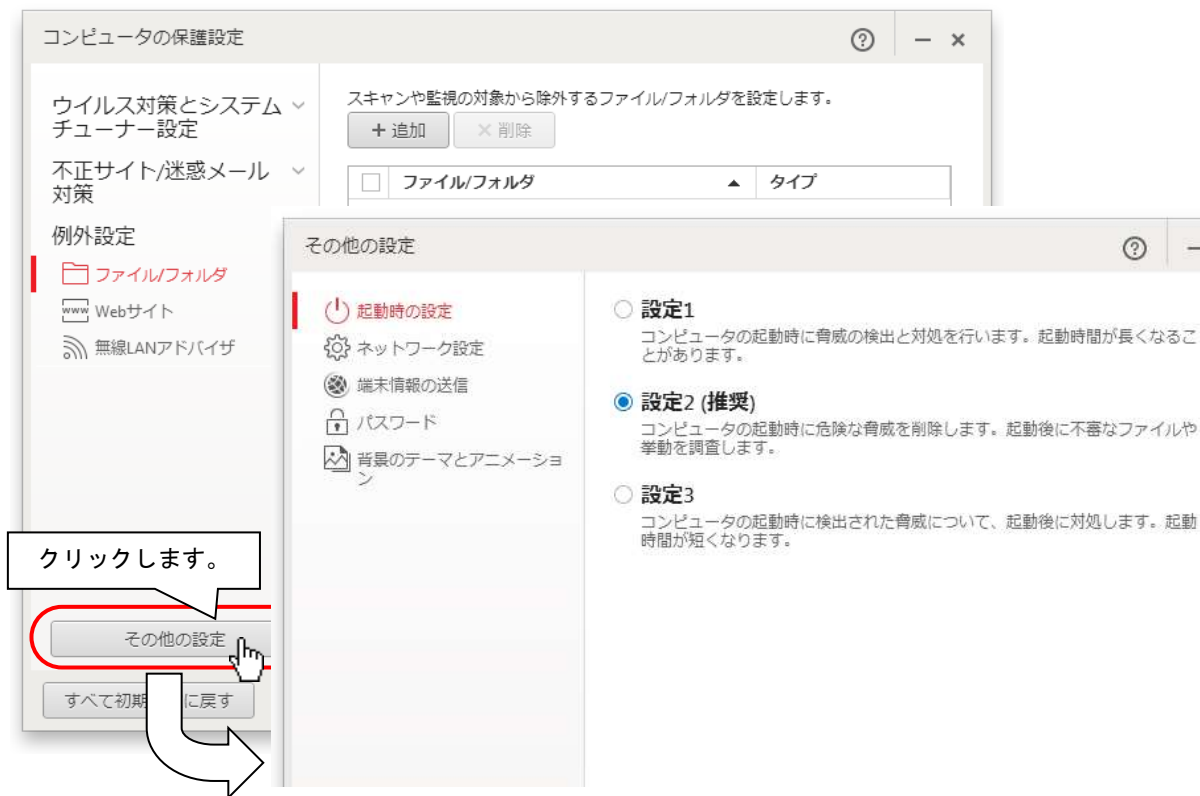 コンピュータの保護設定
ウイルス対策とシステム
チューナー設定
不正サイト/迷惑メール
対策
例外設定
ファイル/フォルダ
www Webサイト
無線LANアドバイザ
スキャンや監視の対象から除外するファイル/フォルダを設定します。
+ 追加
× 削除
ファイル/フォルダ ▲ タイプ
クリックします。
その他の設定
すべて初期 に戻す
その他の設定
起動時の設定
ネットワーク設定
端末情報の送信
パスワード
背景のテーマとアニメーショ
ン
設定1
コンピュータの起動時に脅威の検出と対処を行います。起動時間が長くなるこ
とがあります。
設定2 (推奨)
コンピュータの起動時に危険な脅威を削除します。起動後に不審なファイルや
挙動を調査します。
設定3
コンピュータの起動時に検出された脅威について、起動後に対処します。起動
時間が短くなります。